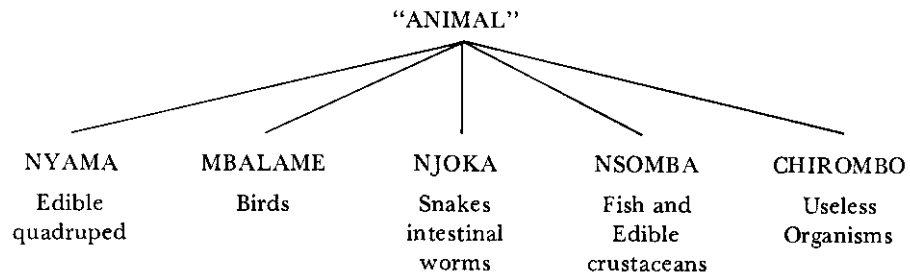 “ANIMAL”
NYAMA MBALAME NJOKA NSOMBA CHIROMBO
Edible Birds Snakes Fish and Useless
quadruped intestinal Edible Organisms
worms crustaceans